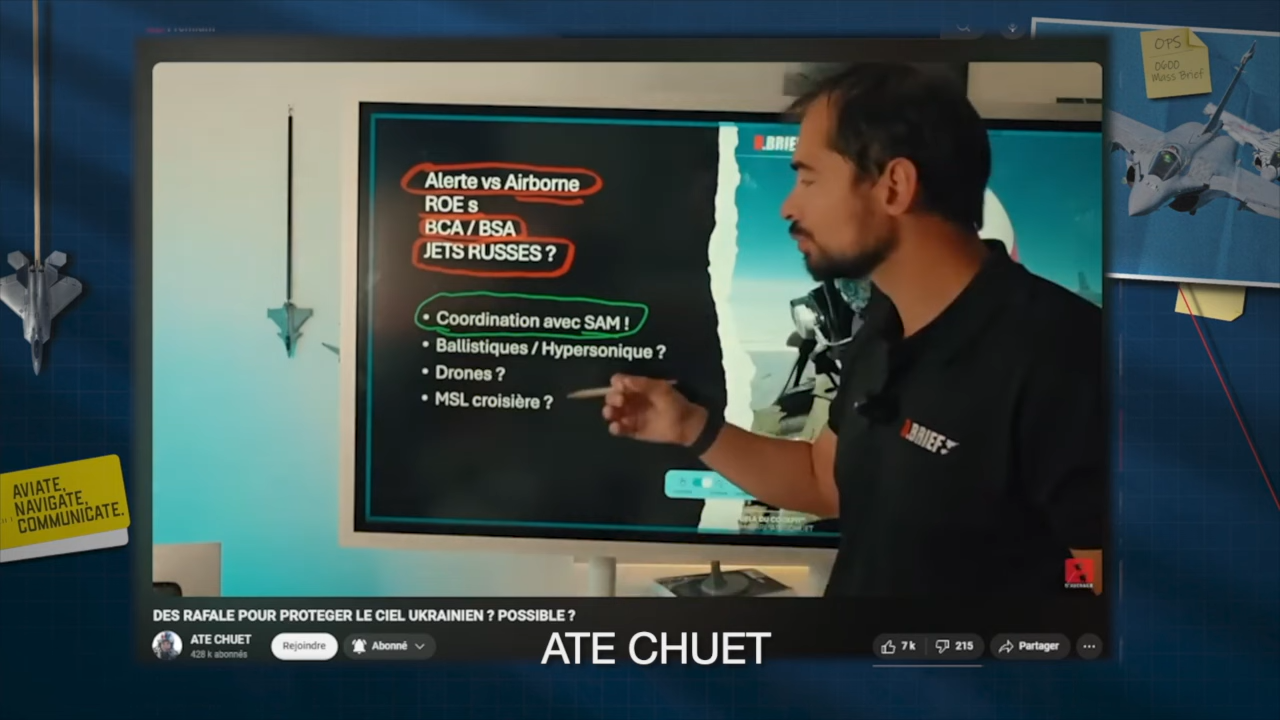 OPS
0600
Mass Brief
Alerte vs Airborne
ROE s
BCA / BSA
JETS RUSSES ?
• Coordination avec SAM !
• Ballistiques / Hypersonique ?
• Drones ?
• MSL croisière ?
.BRIE
.BRIEF
AVIATE,
NAVIGATE,
COMMUNICATE.
DES RAFALE POUR PROTEGER LE CIEL UKRAINIEN ? POSSIBLE ?
ATE CHUET
428 k abonnés
Rejoindre
Abonné
7 k
215
Partager
ATE CHUET